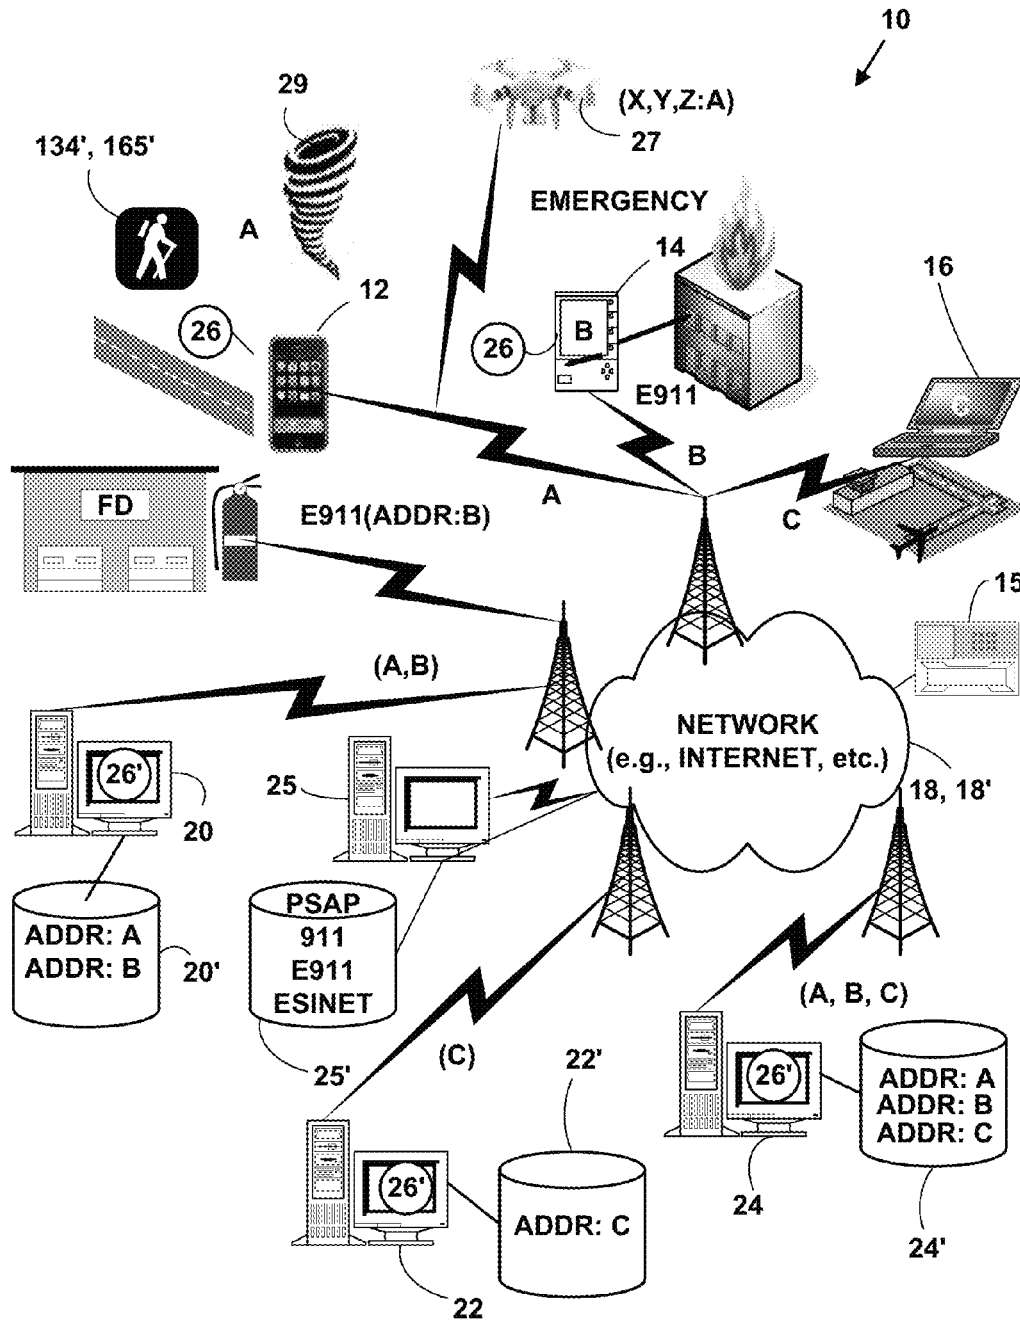 10
29
(X,Y,Z:A)
27
134', 165'
A
EMERGENCY
14
16
12
26
B
26
E911
B
A
C
FD
E911(ADDR:B)
15
(A,B)
NETWORK
(e.g., INTERNET, etc.)
26'
25
18, 18'
20
PSAP
911
E911
ESINET
ADDR: A
ADDR: B
20'
(A, B, C)
25'
(C)
22'
26'
ADDR: A
ADDR: B
ADDR: C
26'
24
ADDR: C
24'
22